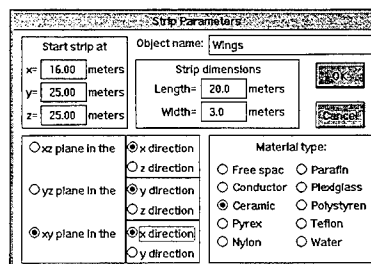 Strip Parameters
Start strip at
x= 16.00 meters
y= 25.00 meters
z= 25.00 meters
Object name: Wings
Strip dimensions
Length= 20.0 meters
Width= 3.0 meters
OK
Cancel
xz plane in the
x direction
z direction
yz plane in the
y direction
z direction
xy plane in the
x direction
y direction
Material type:
Free spac
Parafin
Conductor
Plexiglass
Ceramic
Polystyren
Pyrex
Teflon
Nylon
Water